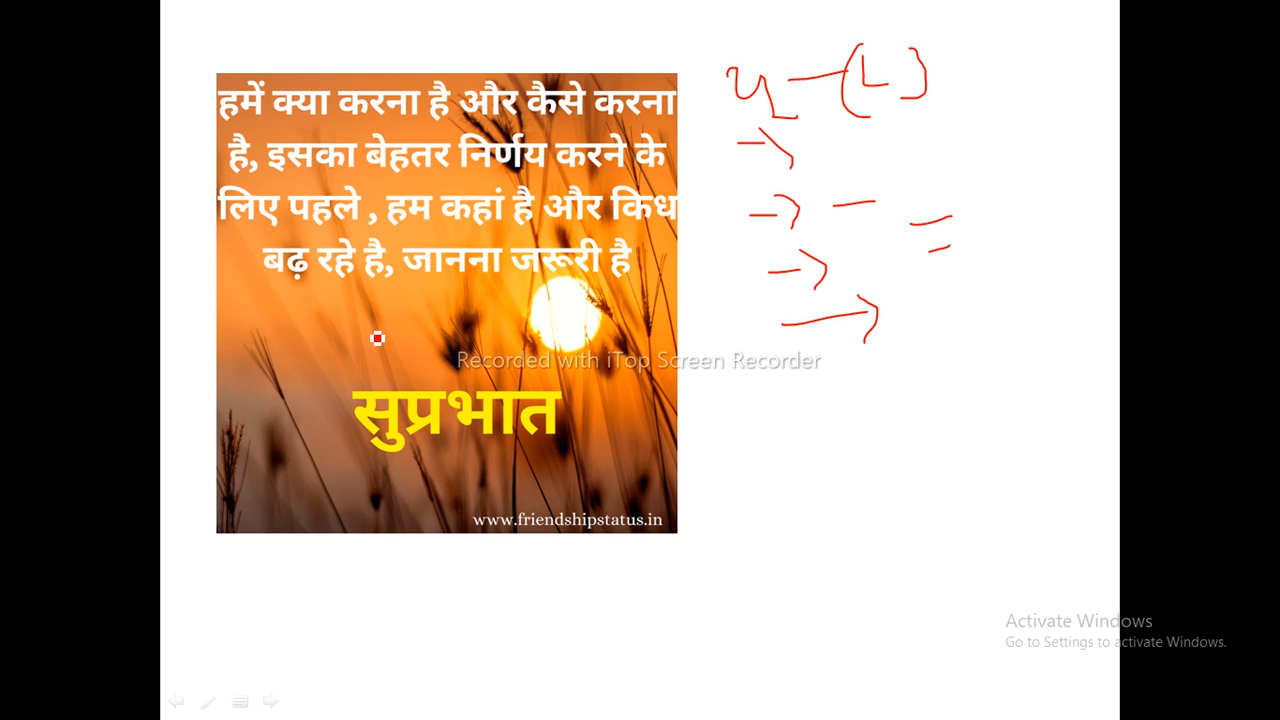 हमें क्या करना है और कैसे करना
है, इसका बेहतर निर्णय करने के
लिए पहले , हम कहां है और किध
बढ़ रहे है, जानना जरूरी है
सुप्रभात
www.friendshipstatus.in
Recorded with iTop Screen Recorder
Activate Windows
Go to Settings to activate Windows.